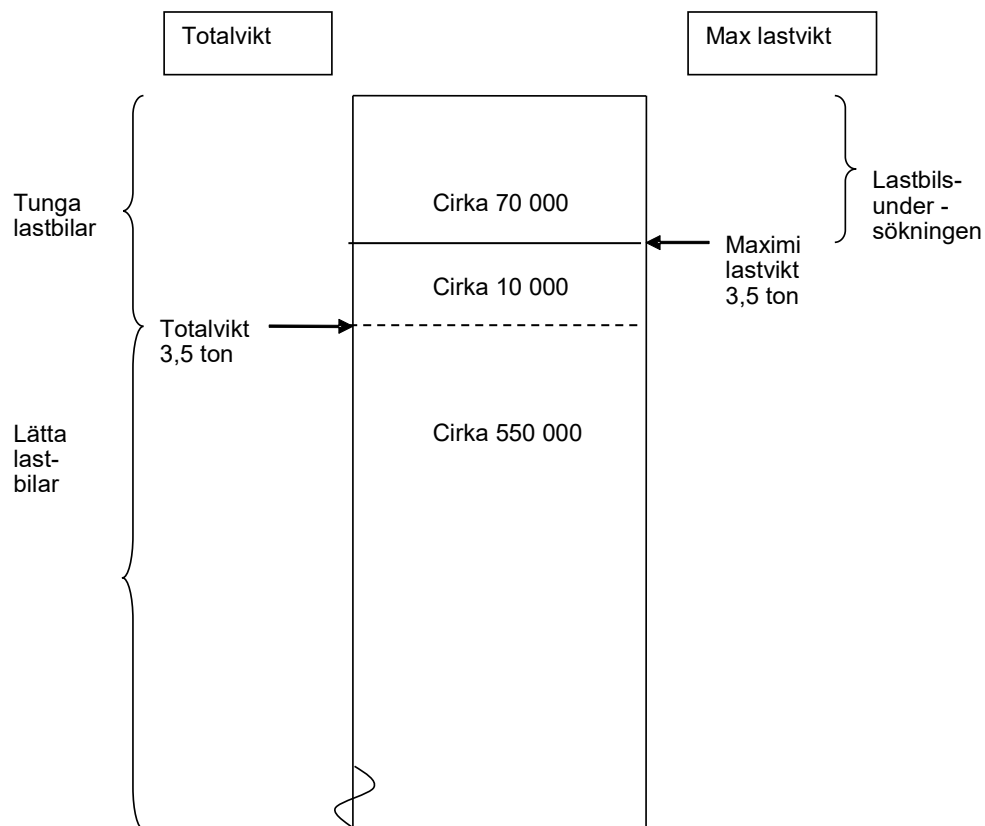 Totalvikt
Max lastvikt
Tunga
lastbilar
Cirka 70 000
Lastbils-
under -
sökningen
Maximi
lastvikt
3,5 ton
Cirka 10 000
Totalvikt
3,5 ton
Lätta
last-
bilar
Cirka 550 000